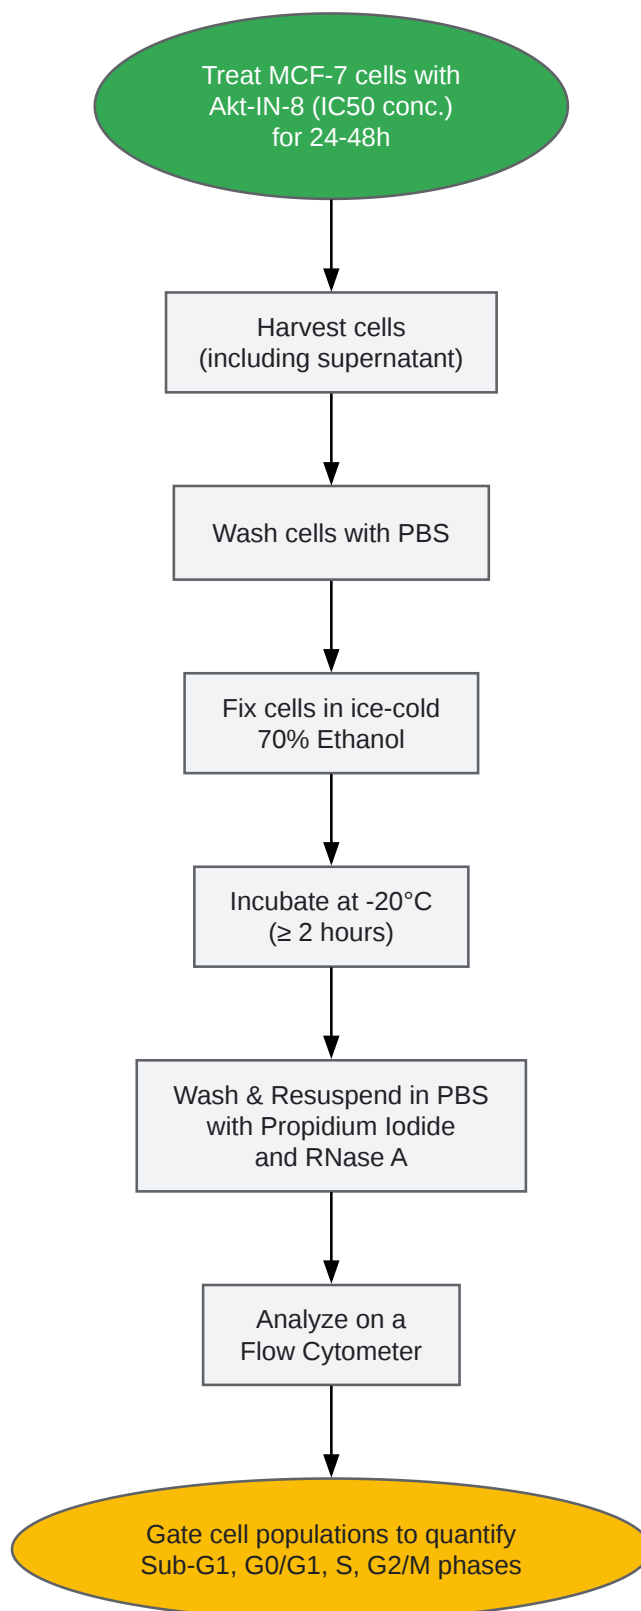 Treat MCF-7 cells with
Akt-IN-8 (IC50 conc.)
for 24-48h
Harvest cells
(including supernatant)
Wash cells with PBS
Fix cells in ice-cold
70% Ethanol
Incubate at -20°C
(≥ 2 hours)
Wash & Resuspend in PBS
with Propidium Iodide
and RNase A
Analyze on a
Flow Cytometer
Gate cell populations to quantify
Sub-G1, G0/G1, S, G2/M phases